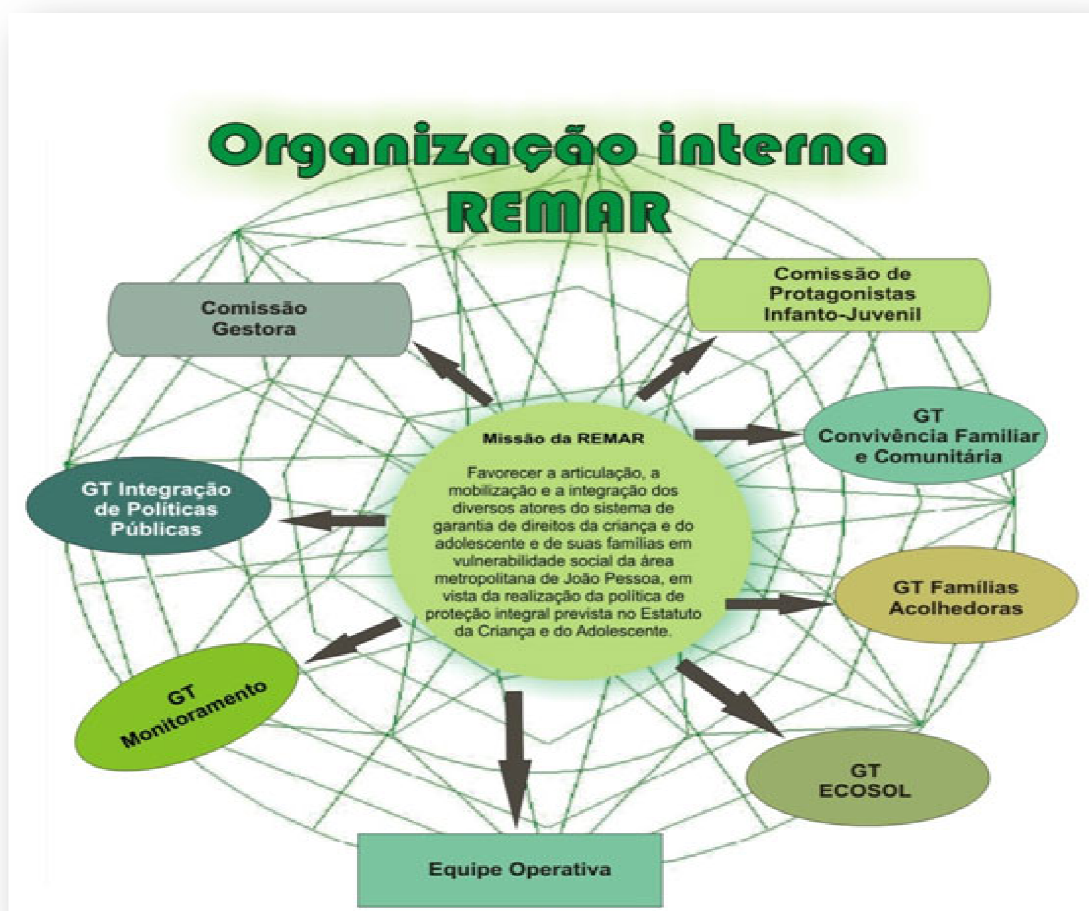 Organização interna
REMAR
Comissão
Gestora
Comissão de
Protagonistas
Infanto-Juvenil
GT
Convivência Familiar
e Comunitária
Missão da REMAR
Favorecer a articulação, a
mobilização e a integração dos
diversos atores do sistema de
garantia de direitos da criança e do
adolescente e de suas famílias em
vulnerabilidade social da área
metropolitana de João Pessoa, em
vista da realização da política de
proteção integral prevista no Estatuto
da Criança e do Adolescente.
GT Integração
de Políticas
Públicas
GT Famílias
Acolhedoras
GT
Monitoramento
GT
ECOSOL
Equipe Operativa